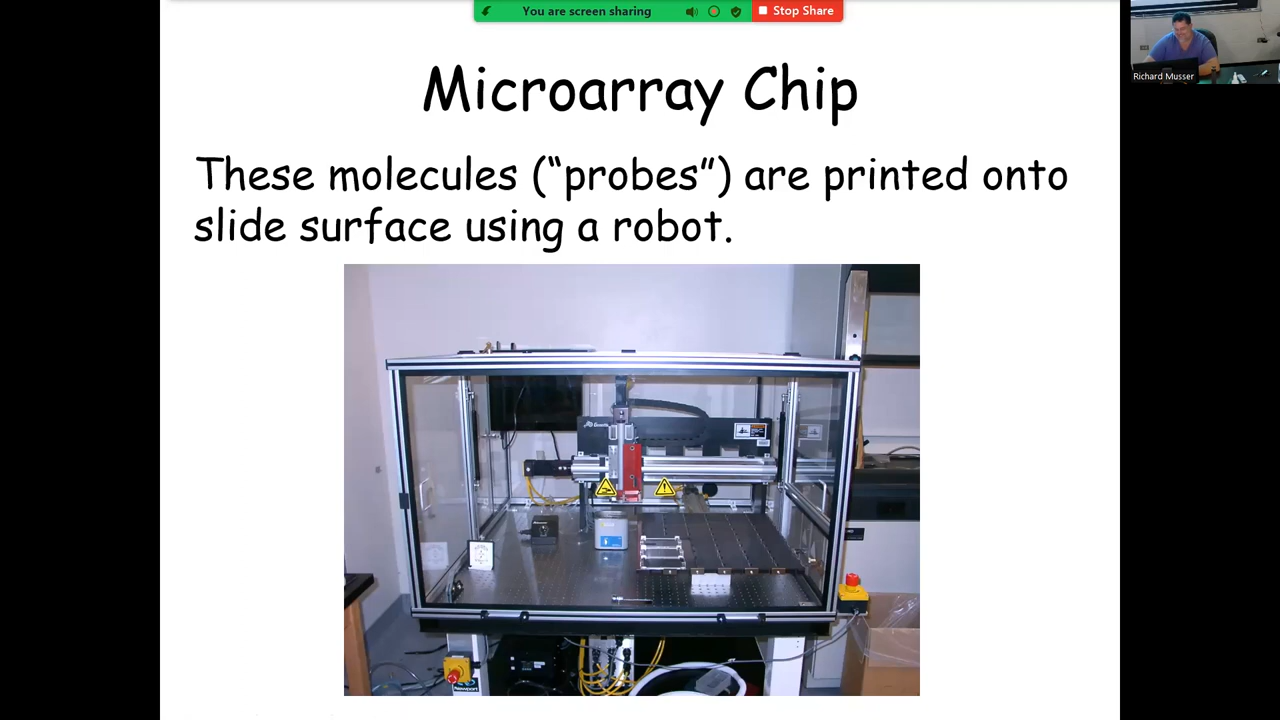 You are screen sharing
Stop Share
Richard Musser
Microarray Chip
These molecules (“probes”) are printed onto
slide surface using a robot.
Newport